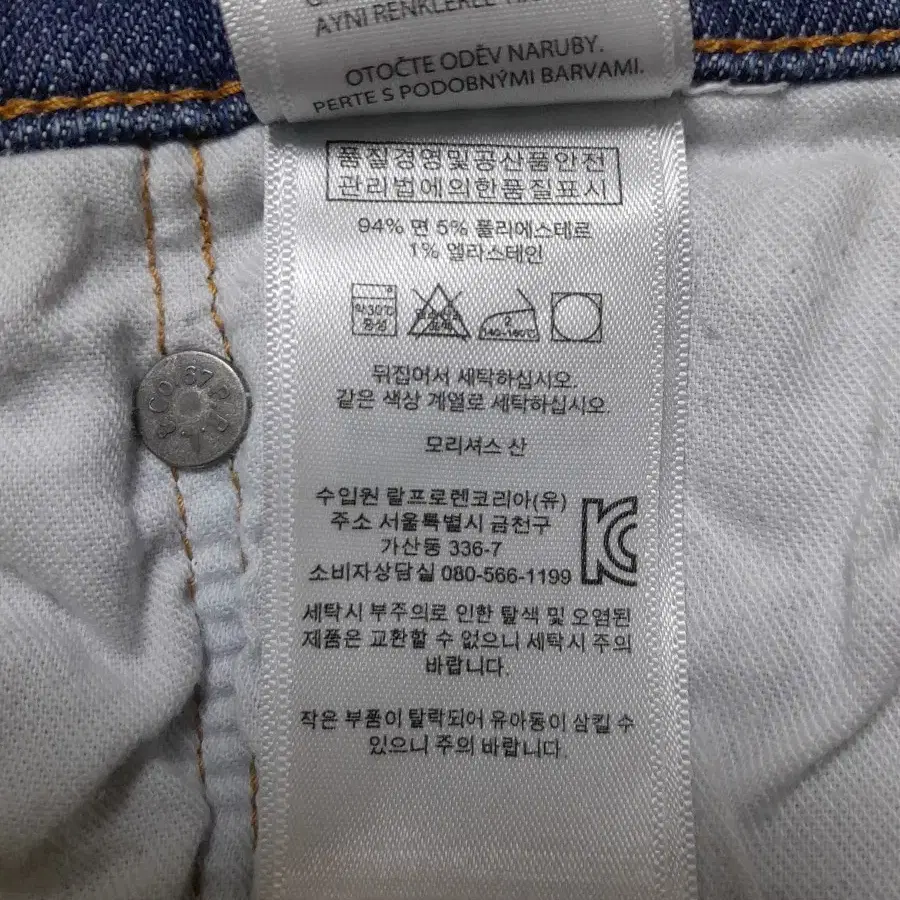 AYNI RENKLERLE
OTOČTE ODĚV NARUBY.
PERTE S PODOBNÝMI BARVAMI.
품질경영및공산품안전
관리법에의한품질표시
94% 면 5% 폴리에스테르
1% 엘라스테인
약30℃
중성
140-160℃
뒤집어서 세탁하십시오.
같은 색상 계열로 세탁하십시오.
모리셔스 산
수입원 랄프로렌코리아(유)
주소 서울특별시 금천구
가산동 336-7
소비자상담실 080-566-1199
세탁시 부주의로 인한 탈색 및 오염된
제품은 교환할 수 없으니 세탁시 주의
바랍니다.
작은 부품이 탈락되어 유아동이 삼킬 수
있으니 주의 바랍니다.